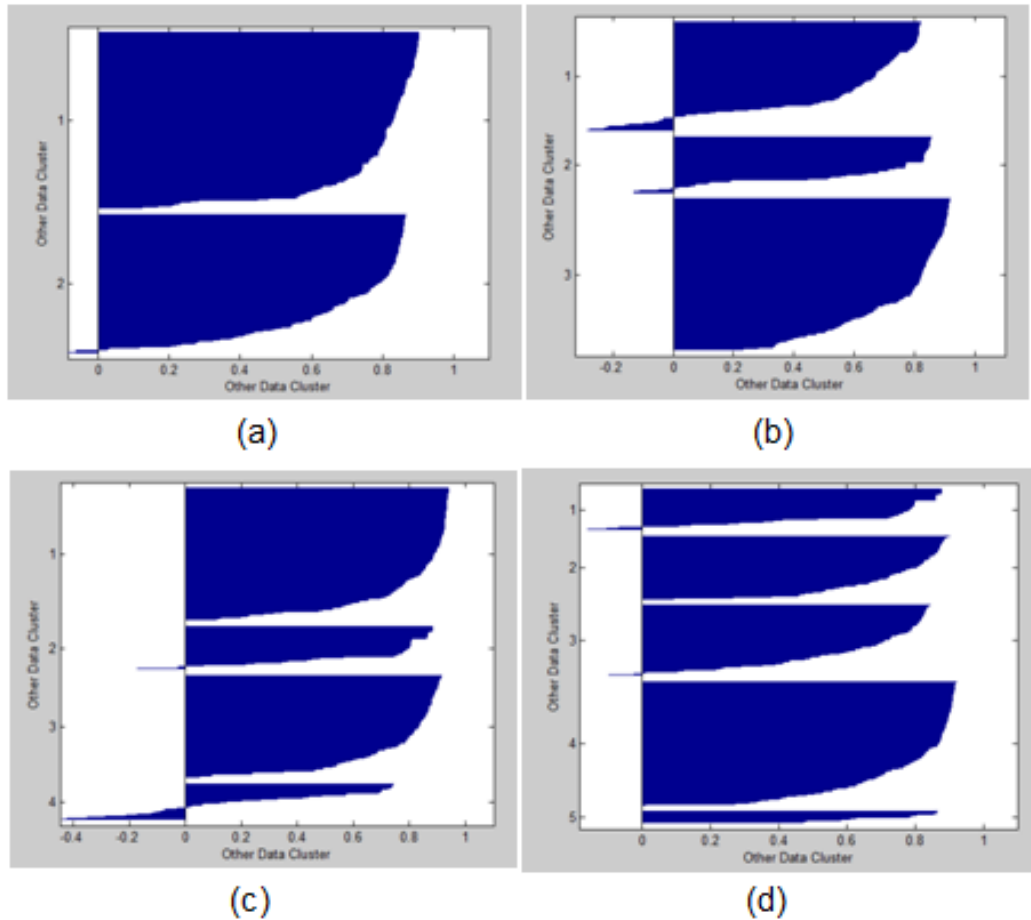 Other Data Cluster
1
2
0 0.2 0.4 0.6 0.8 1
Other Data Cluster
(a)
Other Data Cluster
1
2
3
-0.2 0 0.2 0.4 0.6 0.8 1
Other Data Cluster
(b)
Other Data Cluster
1
2
3
4
-0.4 -0.2 0 0.2 0.4 0.6 0.8 1
Other Data Cluster
(c)
Other Data Cluster
1
2
3
4
5
0 0.2 0.4 0.6 0.8 1
Other Data Cluster
(d)